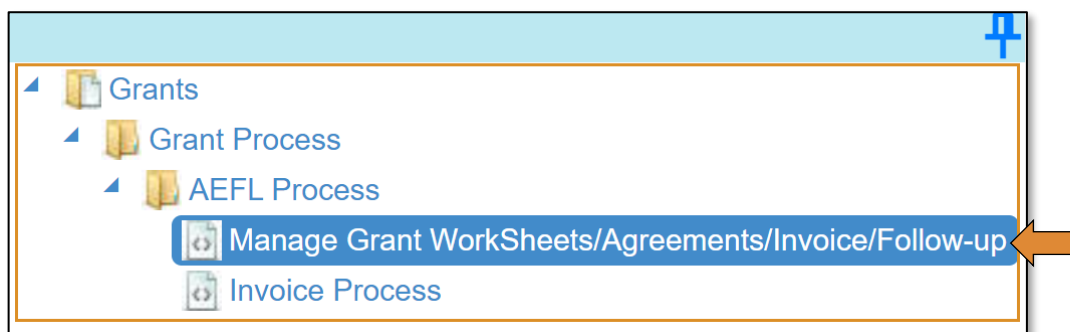 Grants
Grant Process
AEFL Process
Manage Grant WorkSheets/Agreements/Invoice/Follow-up
Invoice Process